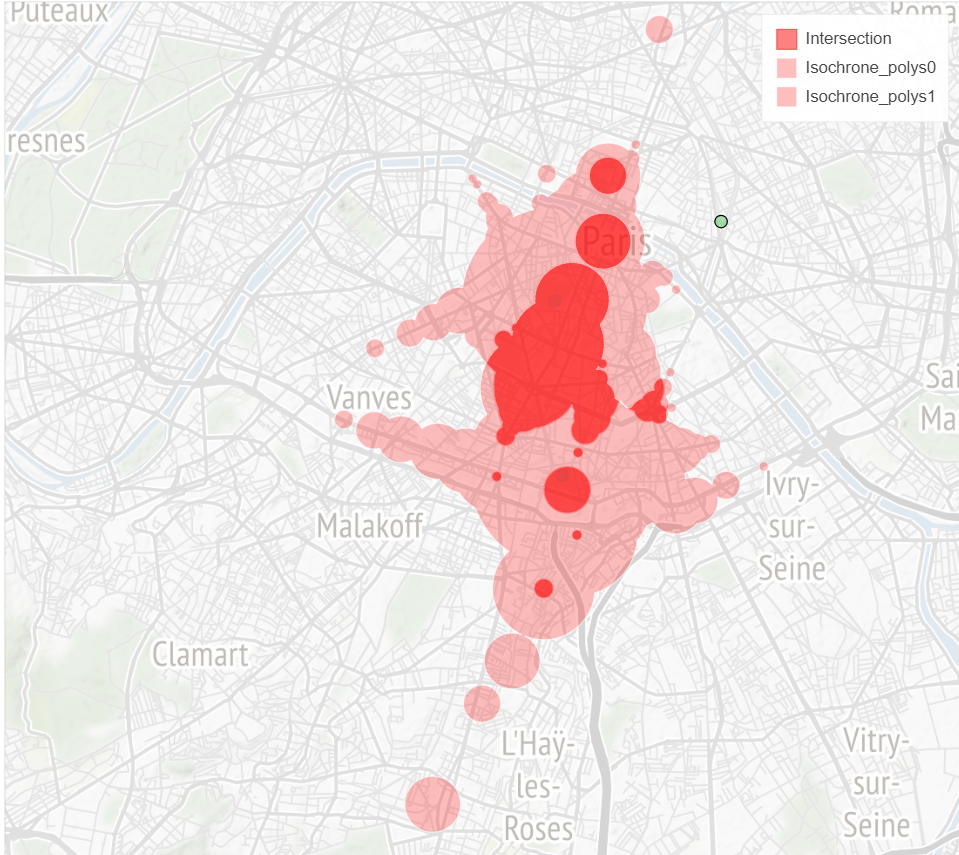 Puteaux
Roma
Intersection
Isochrone_polys0
Isochrone_polys1
resnes
Paris
Sai
Ma
Vanves
Ivry-
sur-
Seine
Malakoff
Clamart
L'Haÿ-
les-
Roses
Vitry-
sur-
Seine